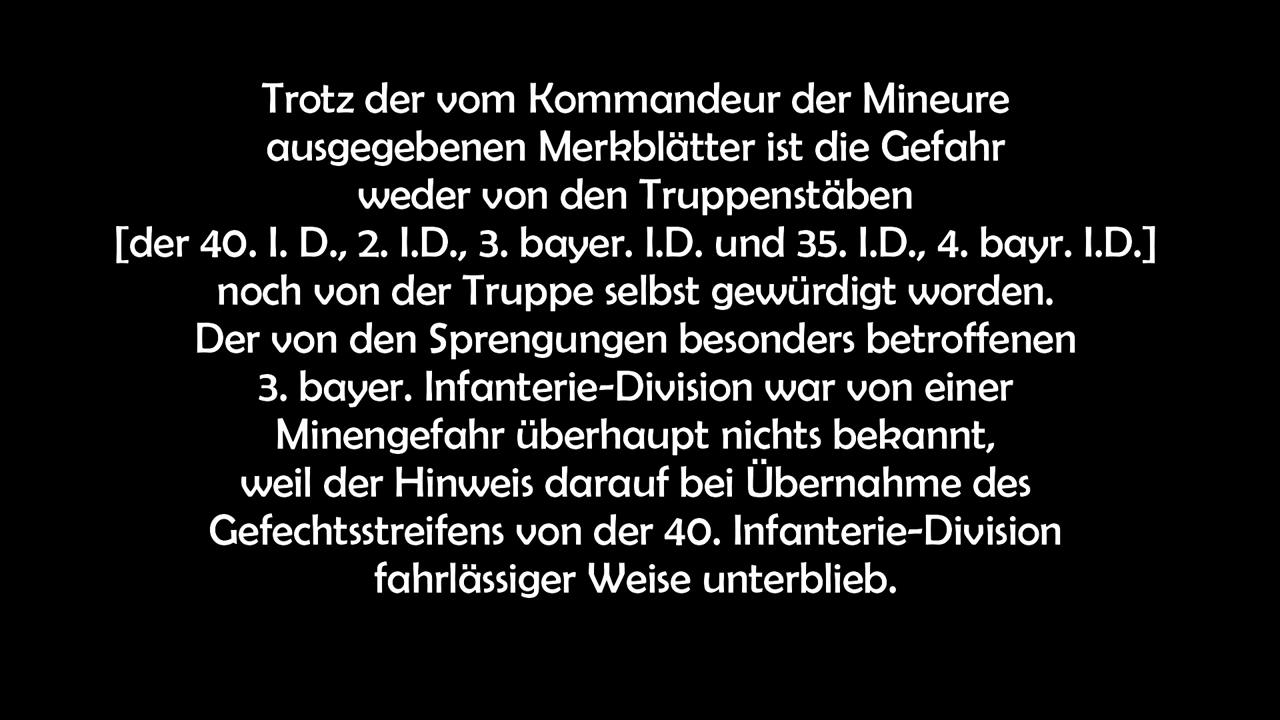 Trotz der vom Kommandeur der Mineure
ausgegebenen Merkblätter ist die Gefahr
weder von den Truppenstäben
[der 40. I. D., 2. I.D., 3. bayer. I.D. und 35. I.D., 4. bayr. I.D.]
noch von der Truppe selbst gewürdigt worden.
Der von den Sprengungen besonders betroffenen
3. bayer. Infanterie-Division war von einer
Minengefahr überhaupt nichts bekannt,
weil der Hinweis darauf bei Übernahme des
Gefechtsstreifens von der 40. Infanterie-Division
fahrlässiger Weise unterblieb.